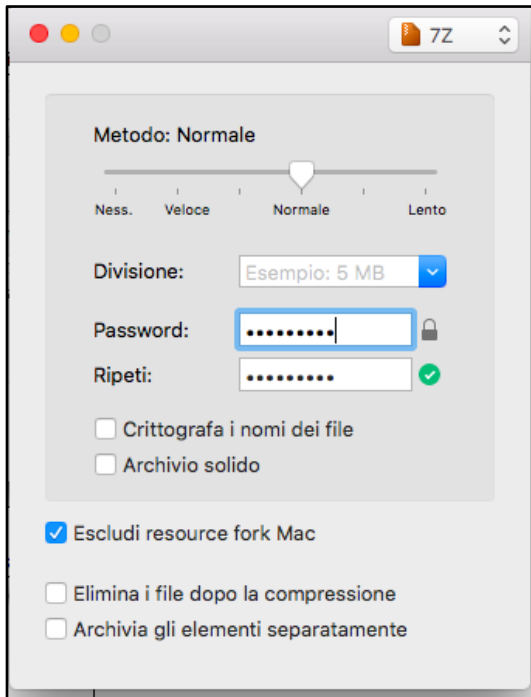 7Z
Metodo: Normale
Ness. Veloce Normale Lento
Divisione: Esempio: 5 MB
Password: •••••••••
Ripeti: •••••••••
Crittografa i nomi dei file
Archivio solido
Escludi resource fork Mac
Elimina i file dopo la compressione
Archivia gli elementi separatamente